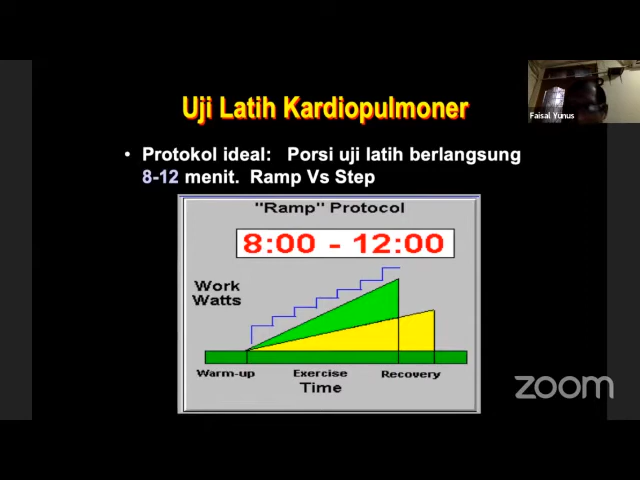 Uji Latih Kardiopulmoner
Faisal Yunus
• Protokol ideal: Porsi uji latih berlangsung
8-12 menit. Ramp Vs Step
"Ramp" Protocol
8:00 - 12:00
Work
Watts
Warm-up Exercise Recovery
Time
zoom